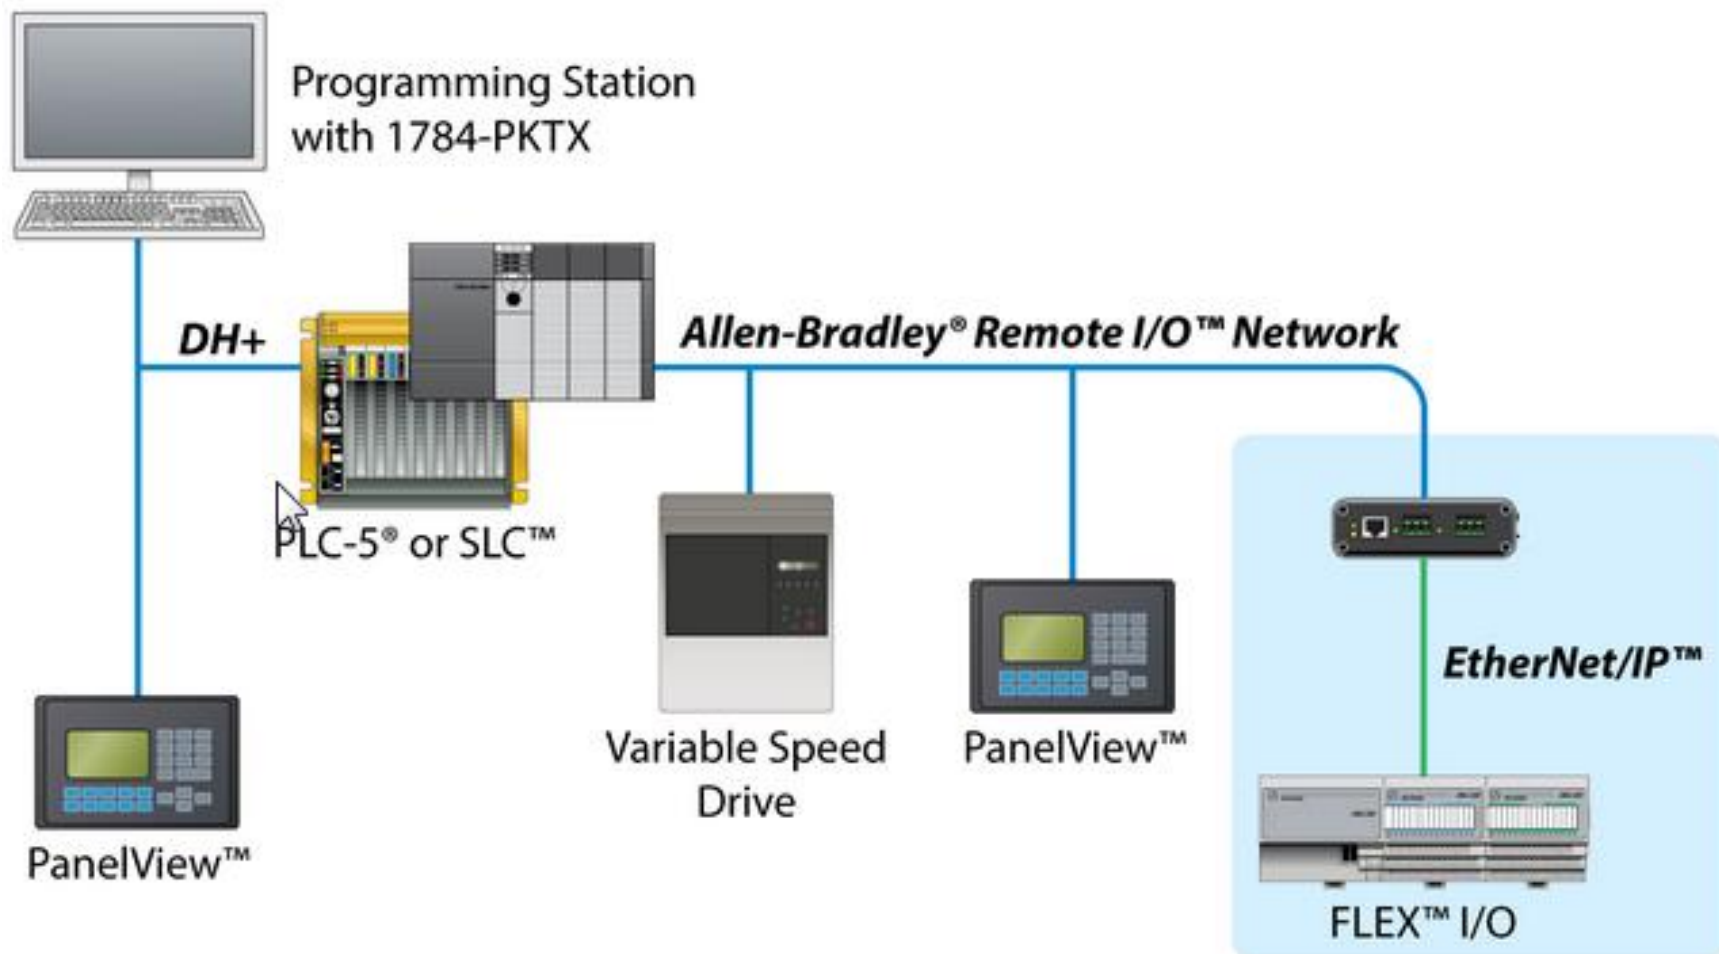 Programming Station
with 1784-PKTX
DH+
Allen-Bradley® Remote I/O™ Network
PLC-5® or SLC™
EtherNet/IP™
Variable Speed
Drive
PanelView™
PanelView™
FLEX™ I/O